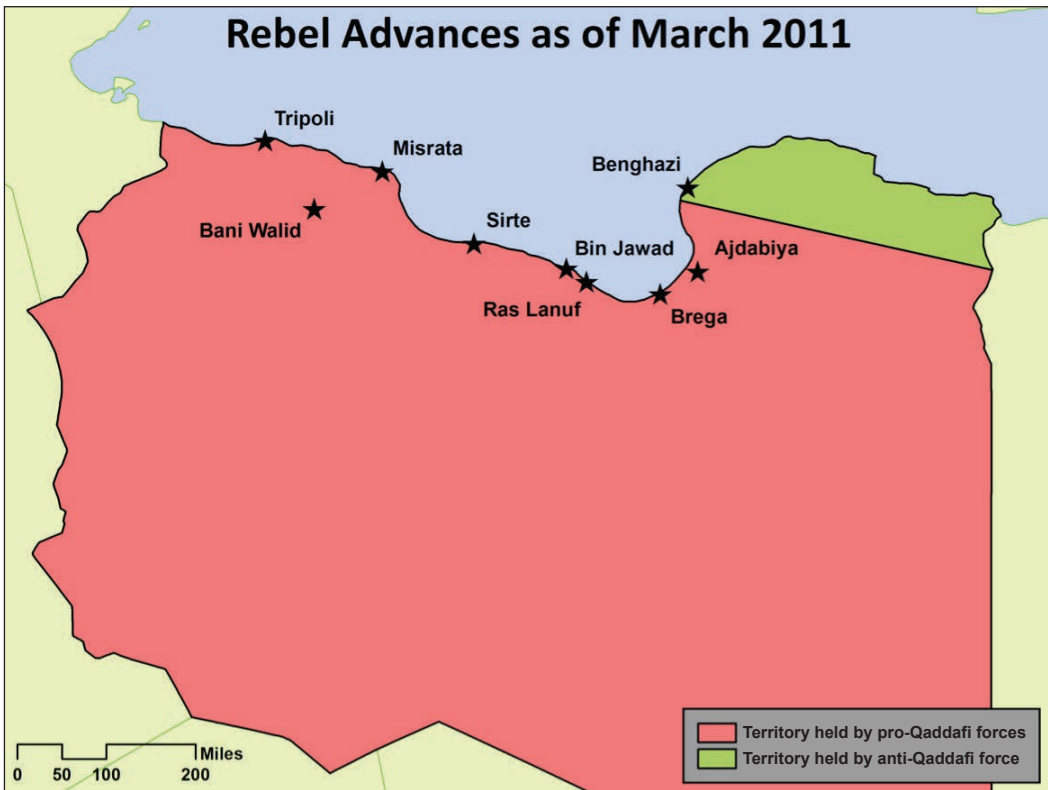 Rebel Advances as of March 2011
Tripoli
Misrata
Benghazi
Bani Walid
Sirte
Bin Jawad
Ajdabiya
Ras Lanuf
Brega
Miles
0 50 100 200
Territory held by pro-Qaddafi forces
Territory held by anti-Qaddafi force